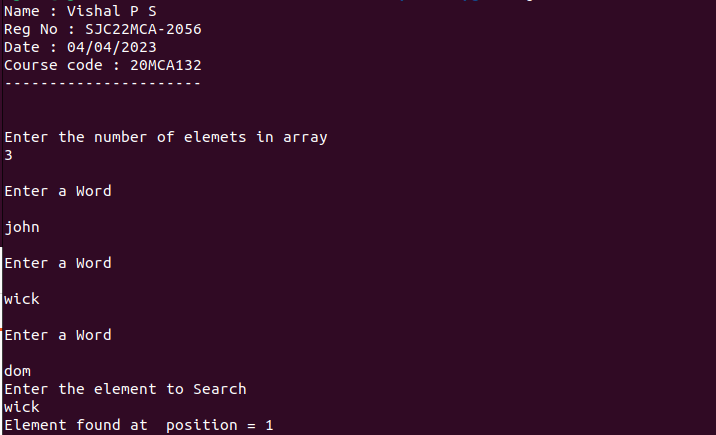 Name : Vishal P S
Reg No : SJC22MCA-2056
Date : 04/04/2023
Course code : 20MCA132
----------------------
Enter the number of elemets in array
3
Enter a Word
john
Enter a Word
wick
Enter a Word
dom
Enter the element to Search
wick
Element found at  position = 1